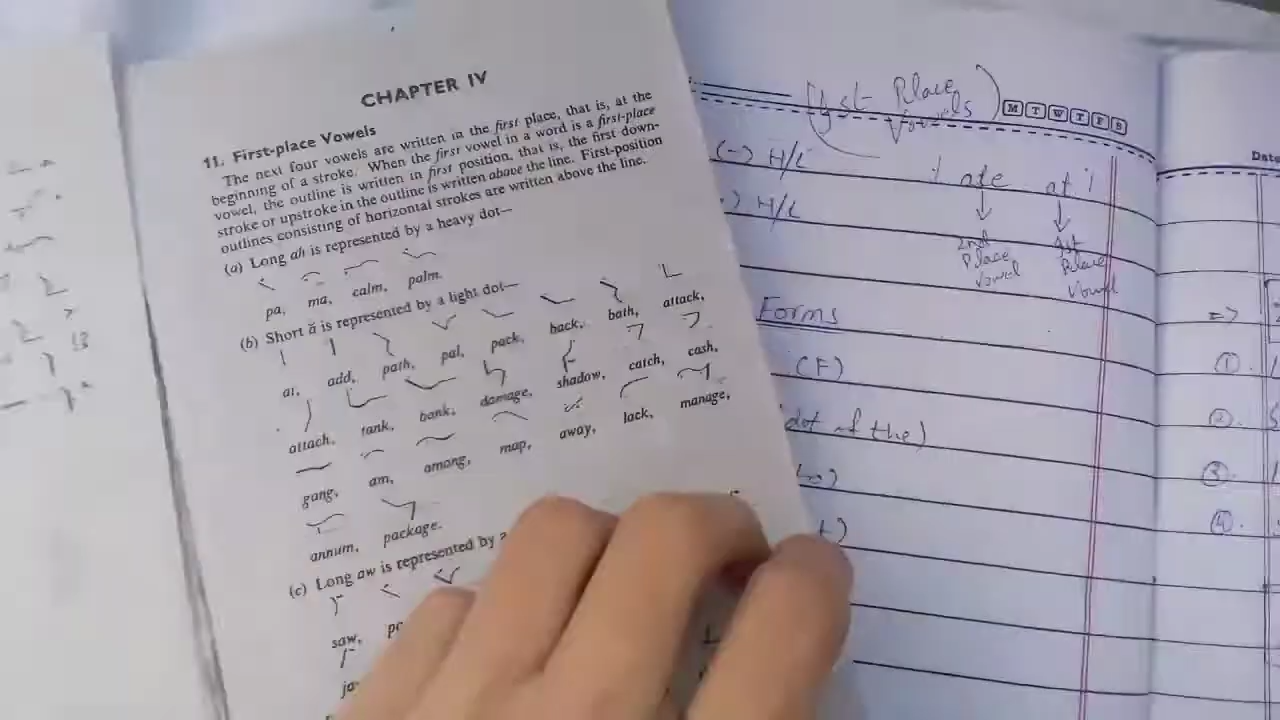 CHAPTER IV
11. First-place Vowels
The next four vowels are written in the first place, that is, at the
beginning of a stroke. When the first vowel in a word is a first-place
vowel, the outline is written in first position, that is, the first down-
stroke or upstroke in the outline is written above the line. First-position
outlines consisting of horizontal strokes are written above the line.
(a) Long ah is represented by a heavy dot—
pa, ma, calm, palm.
(b) Short ă is represented by a light dot—
at, add, path, pal, pack, back, bath, attack,
attach, tank, bank, damage, shadow, catch, cash,
gang, am, among, map, away, lack, manage,
annum, package.
(c) Long aw is represented by a
saw,
1st Place
Vowels
M T W T F S
(-) H/L
) H/L
ate at
2nd Place Vowel
1st Place Vowel
Forms
(F)
dot of the)
Date
①.
②.
③.
④.